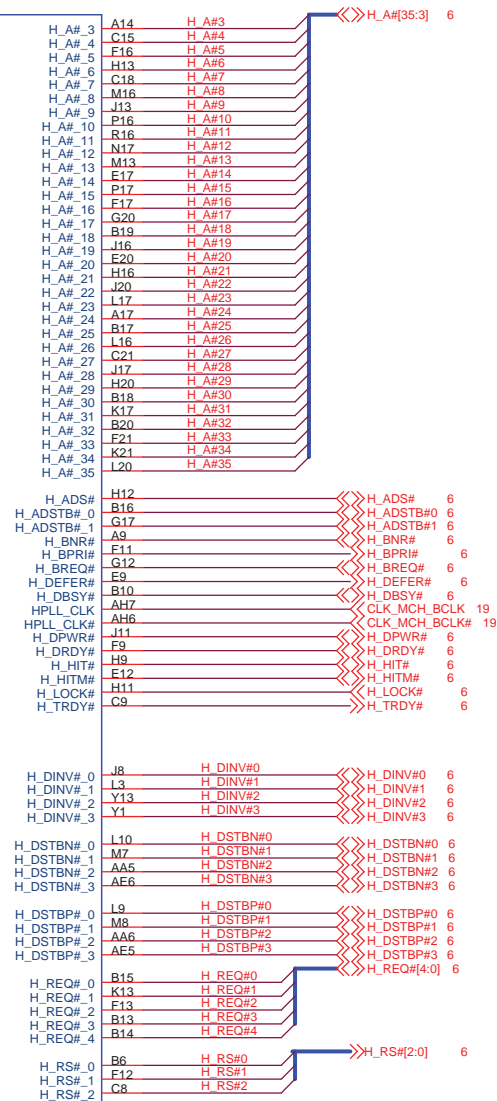 H_A#[35:3] 6
H_A#_3 A14 H_A#3
H_A#_4 C15 H_A#4
H_A#_5 F16 H_A#5
H_A#_6 H13 H_A#6
H_A#_7 C18 H_A#7
H_A#_8 M16 H_A#8
H_A#_9 J13 H_A#9
H_A#_10 P16 H_A#10
H_A#_11 R16 H_A#11
H_A#_12 N17 H_A#12
H_A#_13 M13 H_A#13
H_A#_14 E17 H_A#14
H_A#_15 P17 H_A#15
H_A#_16 F17 H_A#16
H_A#_17 G20 H_A#17
H_A#_18 B19 H_A#18
H_A#_19 J16 H_A#19
H_A#_20 E20 H_A#20
H_A#_21 H16 H_A#21
H_A#_22 J20 H_A#22
H_A#_23 L17 H_A#23
H_A#_24 A17 H_A#24
H_A#_25 B17 H_A#25
H_A#_26 L16 H_A#26
H_A#_27 C21 H_A#27
H_A#_28 J17 H_A#28
H_A#_29 H20 H_A#29
H_A#_30 B18 H_A#30
H_A#_31 K17 H_A#31
H_A#_32 B20 H_A#32
H_A#_33 F21 H_A#33
H_A#_34 K21 H_A#34
H_A#_35 L20 H_A#35
H_ADS# H12 H_ADS# 6
H_ADSTB#_0 B16 H_ADSTB#0 6
H_ADSTB#_1 G17 H_ADSTB#1 6
H_BNR# A9 H_BNR# 6
H_BPRI# F11 H_BPRI# 6
H_BREQ# G12 H_BREQ# 6
H_DEFER# E9 H_DEFER# 6
H_DBSY# B10 H_DBSY# 6
HPLL_CLK AH7 CLK_MCH_BCLK 19
HPLL_CLK# AH6 CLK_MCH_BCLK# 19
H_DPWR# J11 H_DPWR# 6
H_DRDY# F9 H_DRDY# 6
H_HIT# H9 H_HIT# 6
H_HITM# E12 H_HITM# 6
H_LOCK# H11 H_LOCK# 6
H_TRDY# C9 H_TRDY# 6
H_DINV#_0 J8 H_DINV#0 H_DINV#0 6
H_DINV#_1 L3 H_DINV#1 H_DINV#1 6
H_DINV#_2 Y13 H_DINV#2 H_DINV#2 6
H_DINV#_3 Y1 H_DINV#3 H_DINV#3 6
H_DSTBN#_0 L10 H_DSTBN#0 H_DSTBN#0 6
H_DSTBN#_1 M7 H_DSTBN#1 H_DSTBN#1 6
H_DSTBN#_2 AA5 H_DSTBN#2 H_DSTBN#2 6
H_DSTBN#_3 AE6 H_DSTBN#3 H_DSTBN#3 6
H_DSTBP#_0 L9 H_DSTBP#0 H_DSTBP#0 6
H_DSTBP#_1 M8 H_DSTBP#1 H_DSTBP#1 6
H_DSTBP#_2 AA6 H_DSTBP#2 H_DSTBP#2 6
H_DSTBP#_3 AE5 H_DSTBP#3 H_DSTBP#3 6
H_REQ#[4:0] 6
H_REQ#_0 B15 H_REQ#0
H_REQ#_1 K13 H_REQ#1
H_REQ#_2 F13 H_REQ#2
H_REQ#_3 B13 H_REQ#3
H_REQ#_4 B14 H_REQ#4
H_RS#[2:0] 6
H_RS#_0 B6 H_RS#0
H_RS#_1 F12 H_RS#1
H_RS#_2 C8 H_RS#2